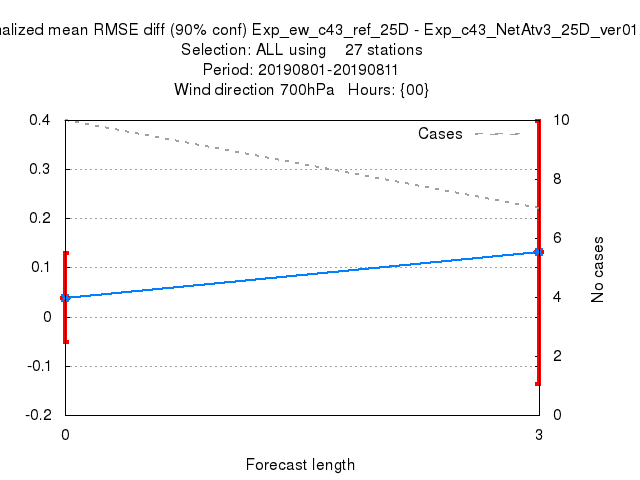 nalized mean RMSE diff (90% conf) Exp_ew_c43_ref_25D - Exp_c43_NetAtv3_25D_ver01
Selection: ALL using 27 stations
Period: 20190801-20190811
Wind direction 700hPa Hours: {00}
Cases
0.4
0.3
0.2
0.1
0
-0.1
-0.2
10
8
6
4
2
0
No cases
0 3
Forecast length